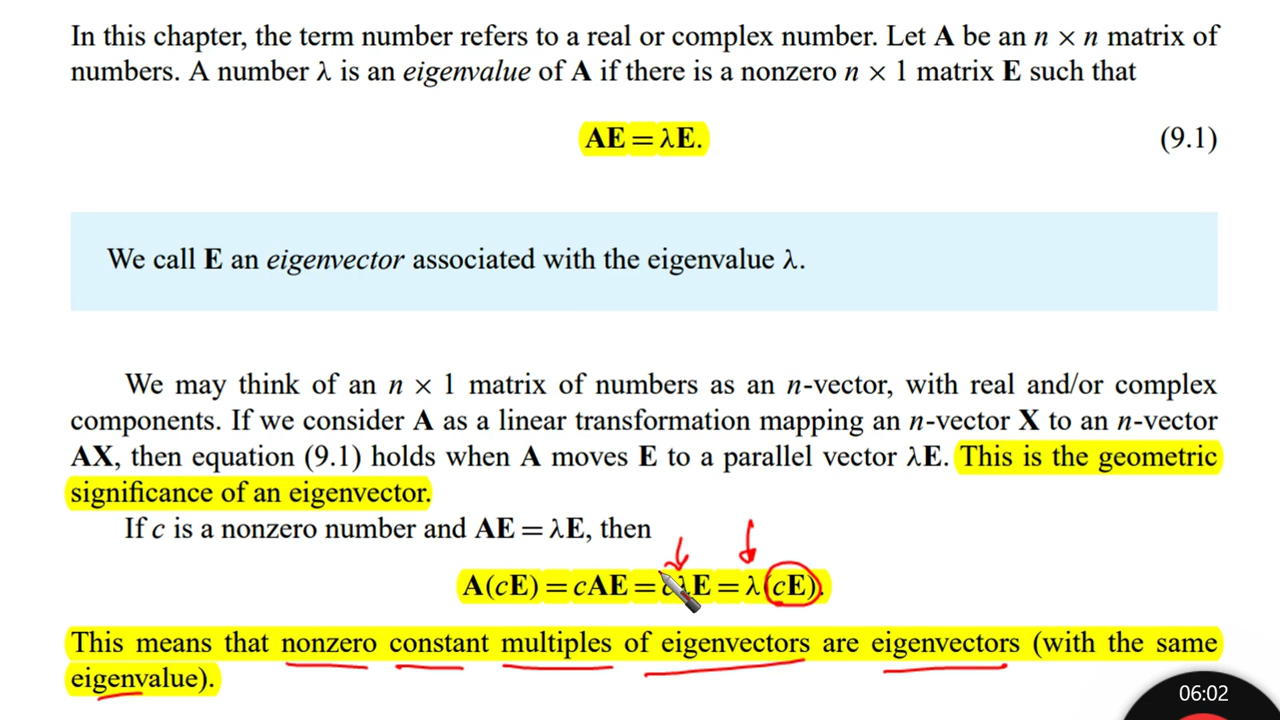 In this chapter, the term number refers to a real or complex number. Let A be an n × n matrix of
numbers. A number λ is an eigenvalue of A if there is a nonzero n × 1 matrix E such that
AE = λE. (9.1)
We call E an eigenvector associated with the eigenvalue λ.
We may think of an n × 1 matrix of numbers as an n-vector, with real and/or complex
components. If we consider A as a linear transformation mapping an n-vector X to an n-vector
AX, then equation (9.1) holds when A moves E to a parallel vector λE. This is the geometric
significance of an eigenvector.
If c is a nonzero number and AE = λE, then
A(cE) = cAE = cλE = λ(cE).
This means that nonzero constant multiples of eigenvectors are eigenvectors (with the same
eigenvalue).
06:02